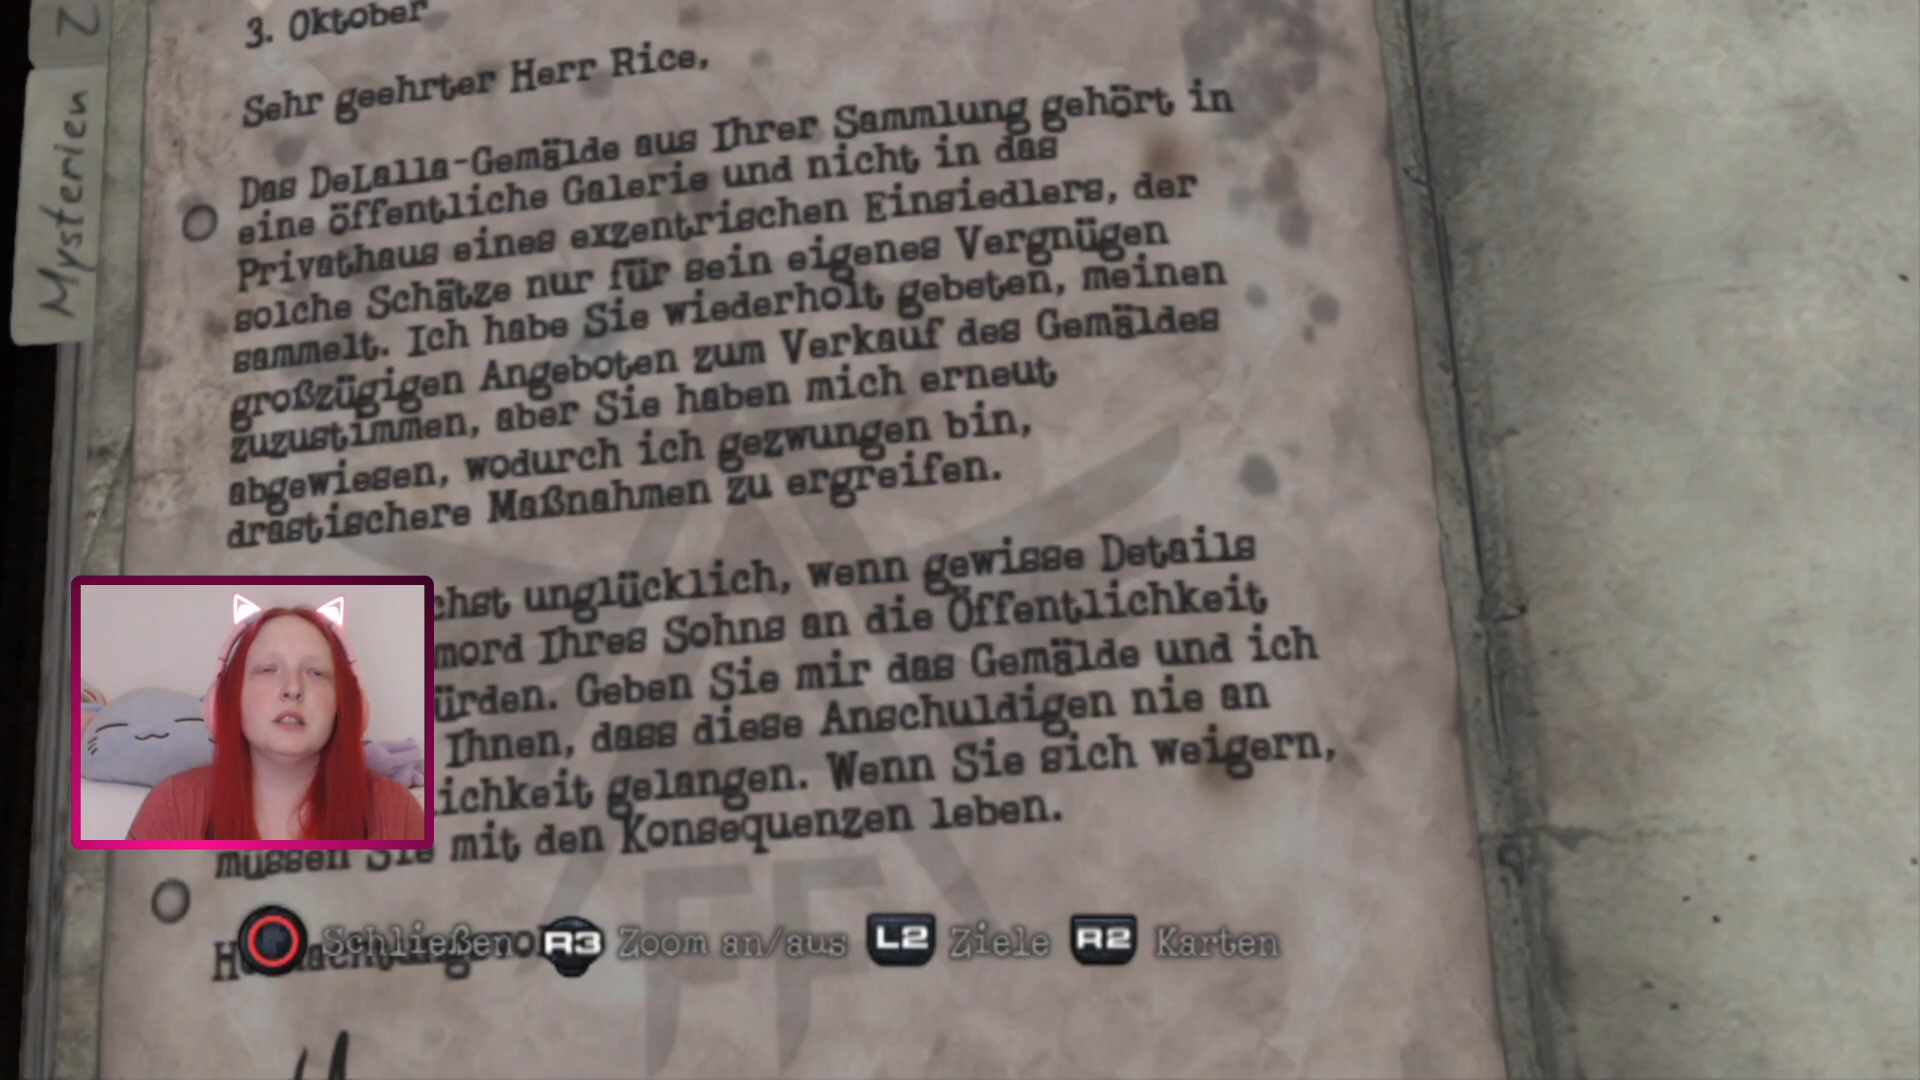 3. Oktober
Sehr geehrter Herr Rice,
Das DeLalla-Gemälde aus Ihrer Sammlung gehört in
eine öffentliche Galerie und nicht in das
Privathaus eines exzentrischen Einsiedlers, der
solche Schätze nur für sein eigenes Vergnügen
sammelt. Ich habe Sie wiederholt gebeten, meinen
großzügigen Angeboten zum Verkauf des Gemäldes
zuzustimmen, aber Sie haben mich erneut
abgewiesen, wodurch ich gezwungen bin,
drastischere Maßnahmen zu ergreifen.
unglücklich, wenn gewisse Details
Ihres Sohns an die Öffentlichkeit
Geben Sie mir das Gemälde und ich
Ihnen, dass diese Anschuldigen nie an
gelangen. Wenn Sie sich weigern,
müssen Sie mit den Konsequenzen leben.
Mysterien
FF
Schließen R3 Zoom an/aus L2 Ziele R2 Karten